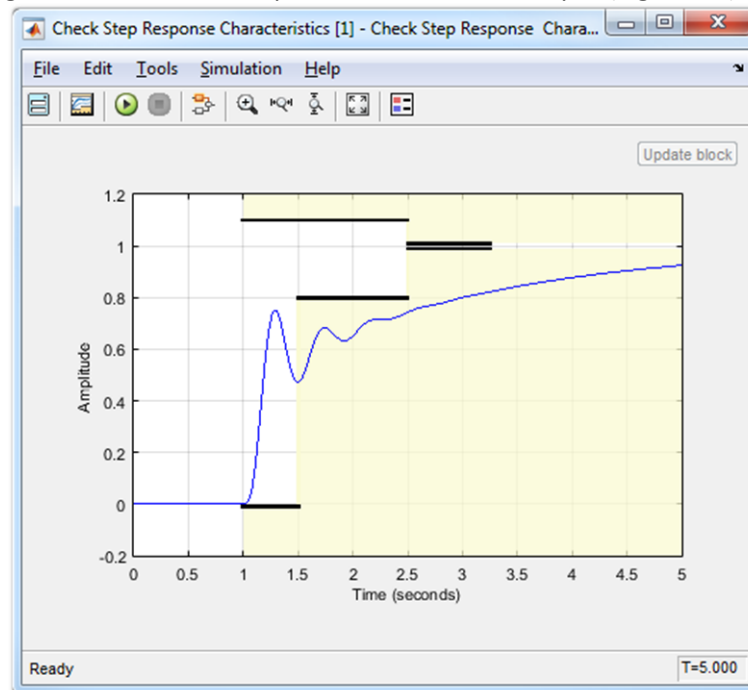 Check Step Response Characteristics [1] - Check Step Response Chara...
File Edit Tools Simulation Help
Update block
1.2
1
0.8
0.6
0.4
0.2
0
-0.2
Amplitude
0 0.5 1 1.5 2 2.5 3 3.5 4 4.5 5
Time (seconds)
Ready T=5.000